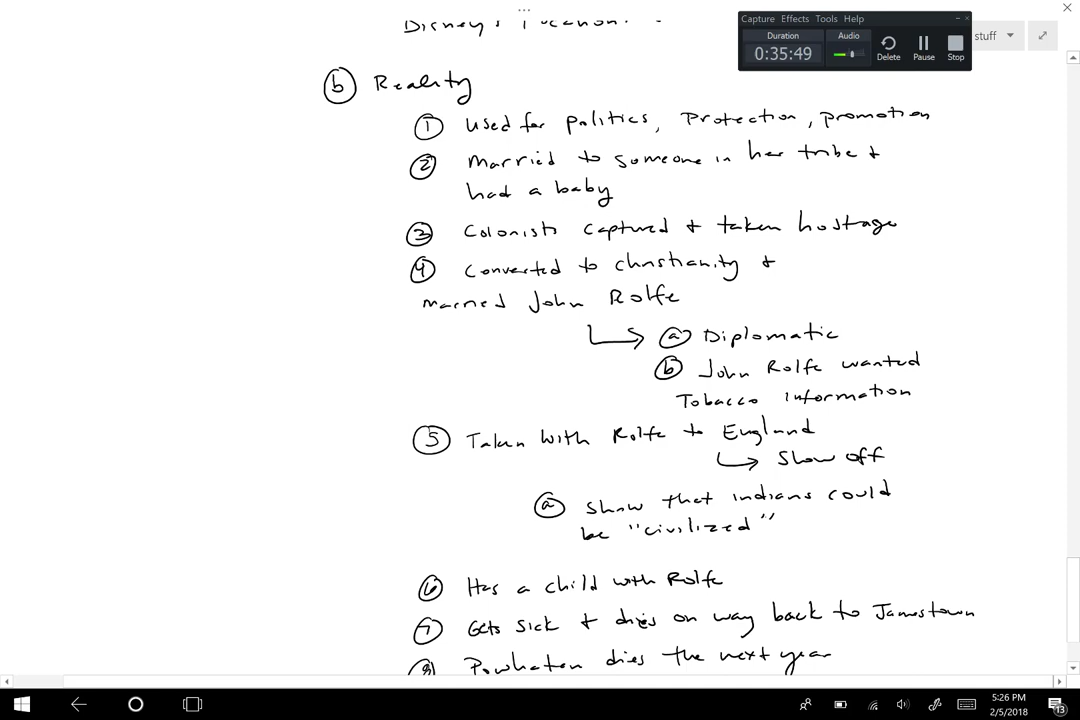 Capture Effects Tools Help
Duration Audio
0:35:49 Delete Pause Stop
stuff
Disney's
b Reality
1 Used for politics, Protection, promotion
2 Married to someone in her tribe +
had a baby
3 Colonists captured + taken hostage
4 Converted to christianity +
married John Rolfe
a Diplomatic
b John Rolfe wanted
Tobacco information
5 Taken with Rolfe to England
Show off
a Show that indians could
be "civilized"
6 Has a child with Rolfe
7 Gets sick + dies on way back to Jamestown
8 Powhatan dies the next year
5:26 PM
2/5/2018
13